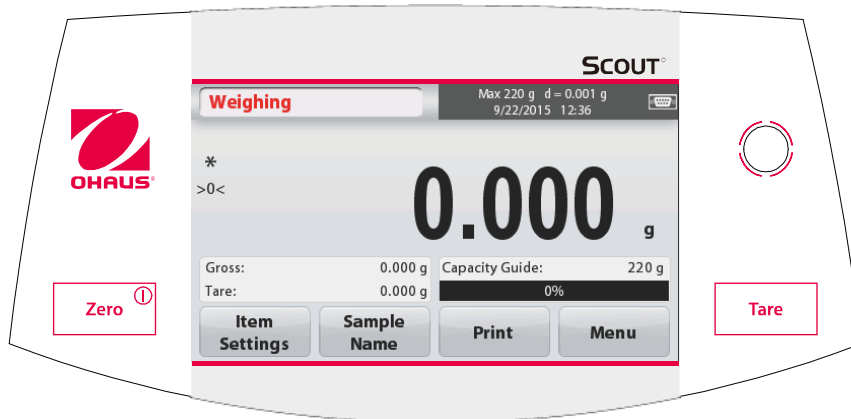 SCOUT
Weighing
Max 220 g d = 0.001 g
9/22/2015 12:36
OHAUS
*
>0<
0.000 g
Gross: 0.000 g Capacity Guide: 220 g
Tare: 0.000 g 0%
Zero
Tare
Item Settings
Sample Name
Print
Menu